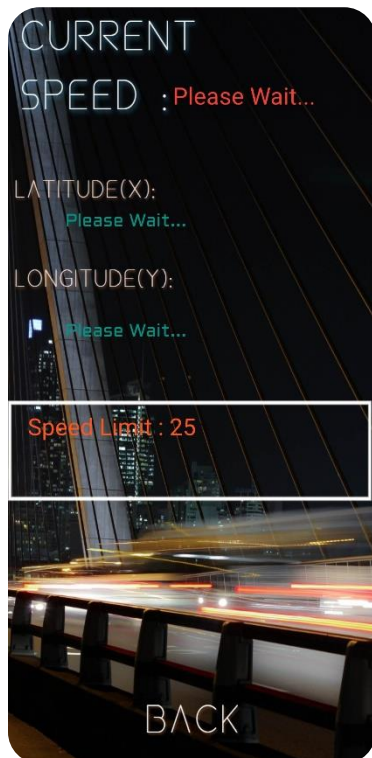 CURRENT
SPEED : Please Wait...
LATITUDE(X):
Please Wait...
LONGITUDE(Y):
Please Wait...
Speed Limit : 25
BACK